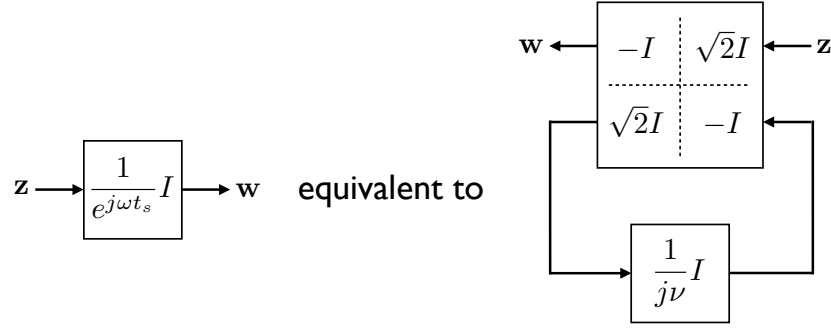 w −I √2I z
√2I −I
z 1/e^{jωt_s} I w equivalent to
1/jν I